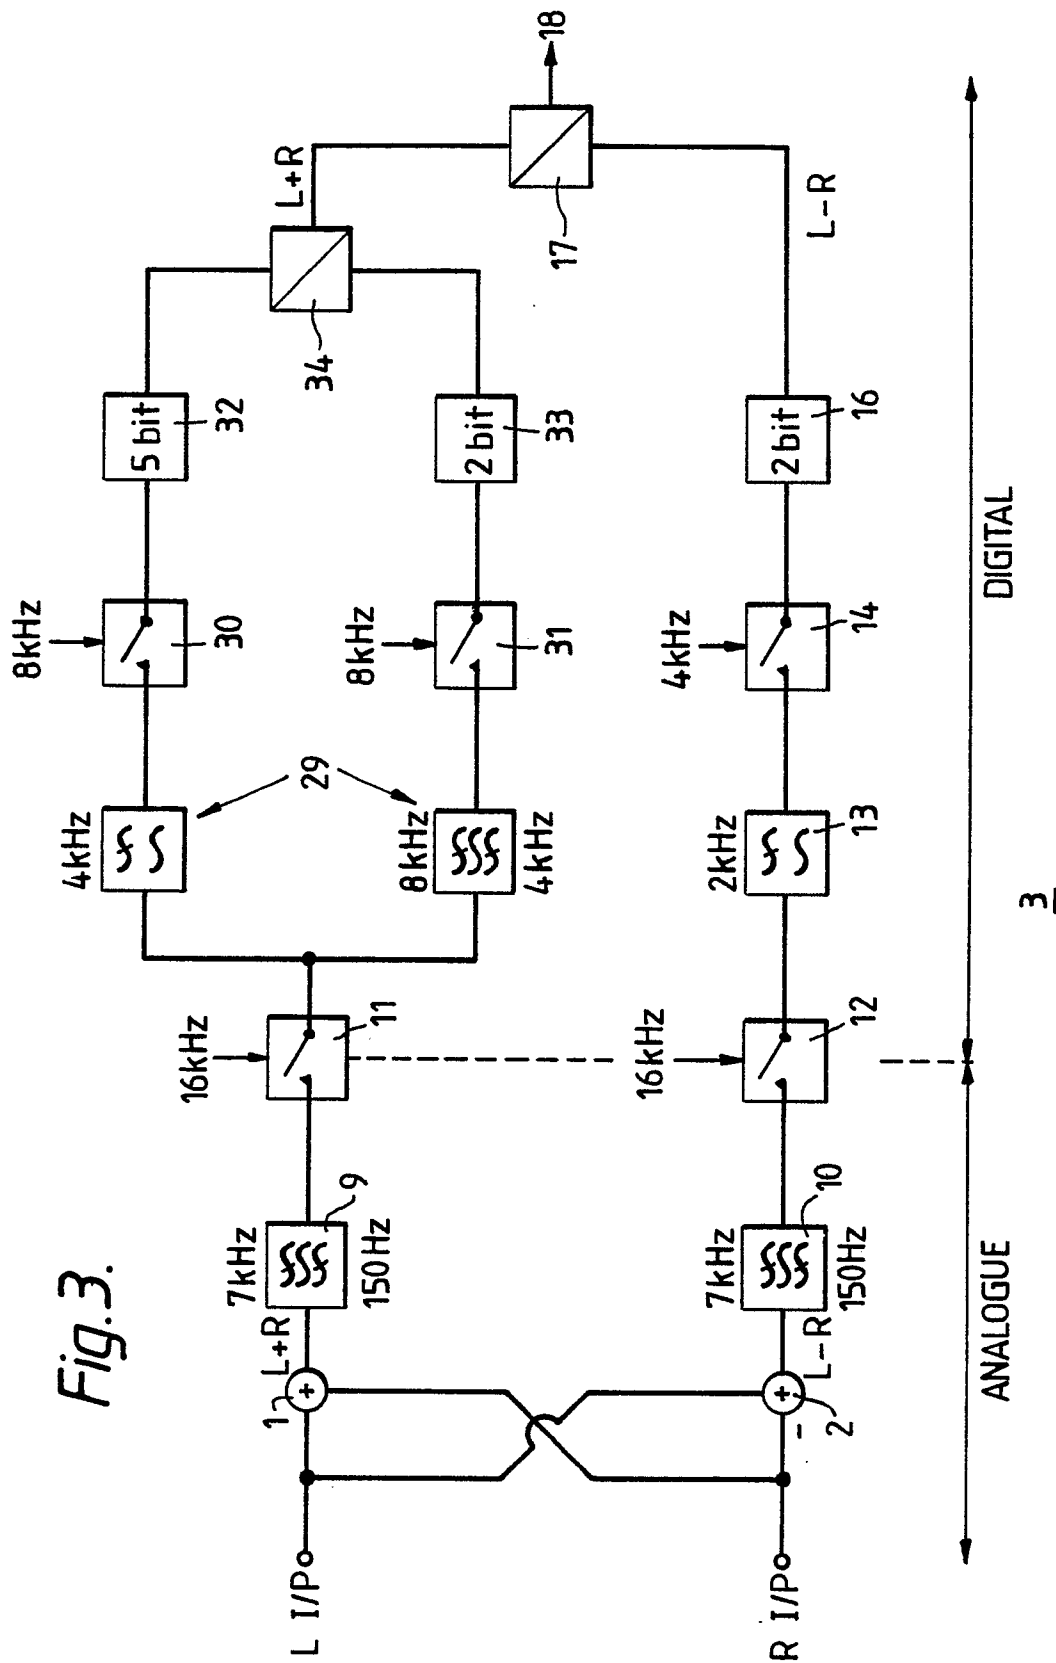 Fig.3.
8kHz
4kHz
5 bit
30
32
29
L+R
16kHz
8kHz
8kHz
34
7kHz
L+R
1
L I/P
9
150Hz
11
4kHz
31
2 bit
33
17
18
16kHz
2kHz
4kHz
7kHz
R I/P
−
2
L−R
10
150Hz
12
13
14
2 bit
16
L−R
ANALOGUE
DIGITAL
3